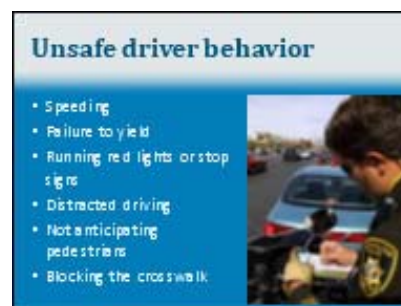 Unsafe driver behavior
• Speeding
• Failure to yield
• Running red lights or stop
signs
• Distracted driving
• Not anticipating
pedestrians
• Blocking the crosswalk